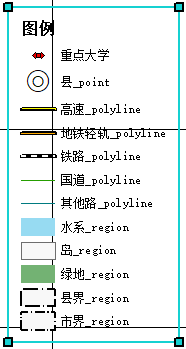 图例
重点大学
县_point
高速_polyline
地铁轻轨_polyline
铁路_polyline
国道_polyline
其他路_polyline
水系_region
岛_region
绿地_region
县界_region
市界_region